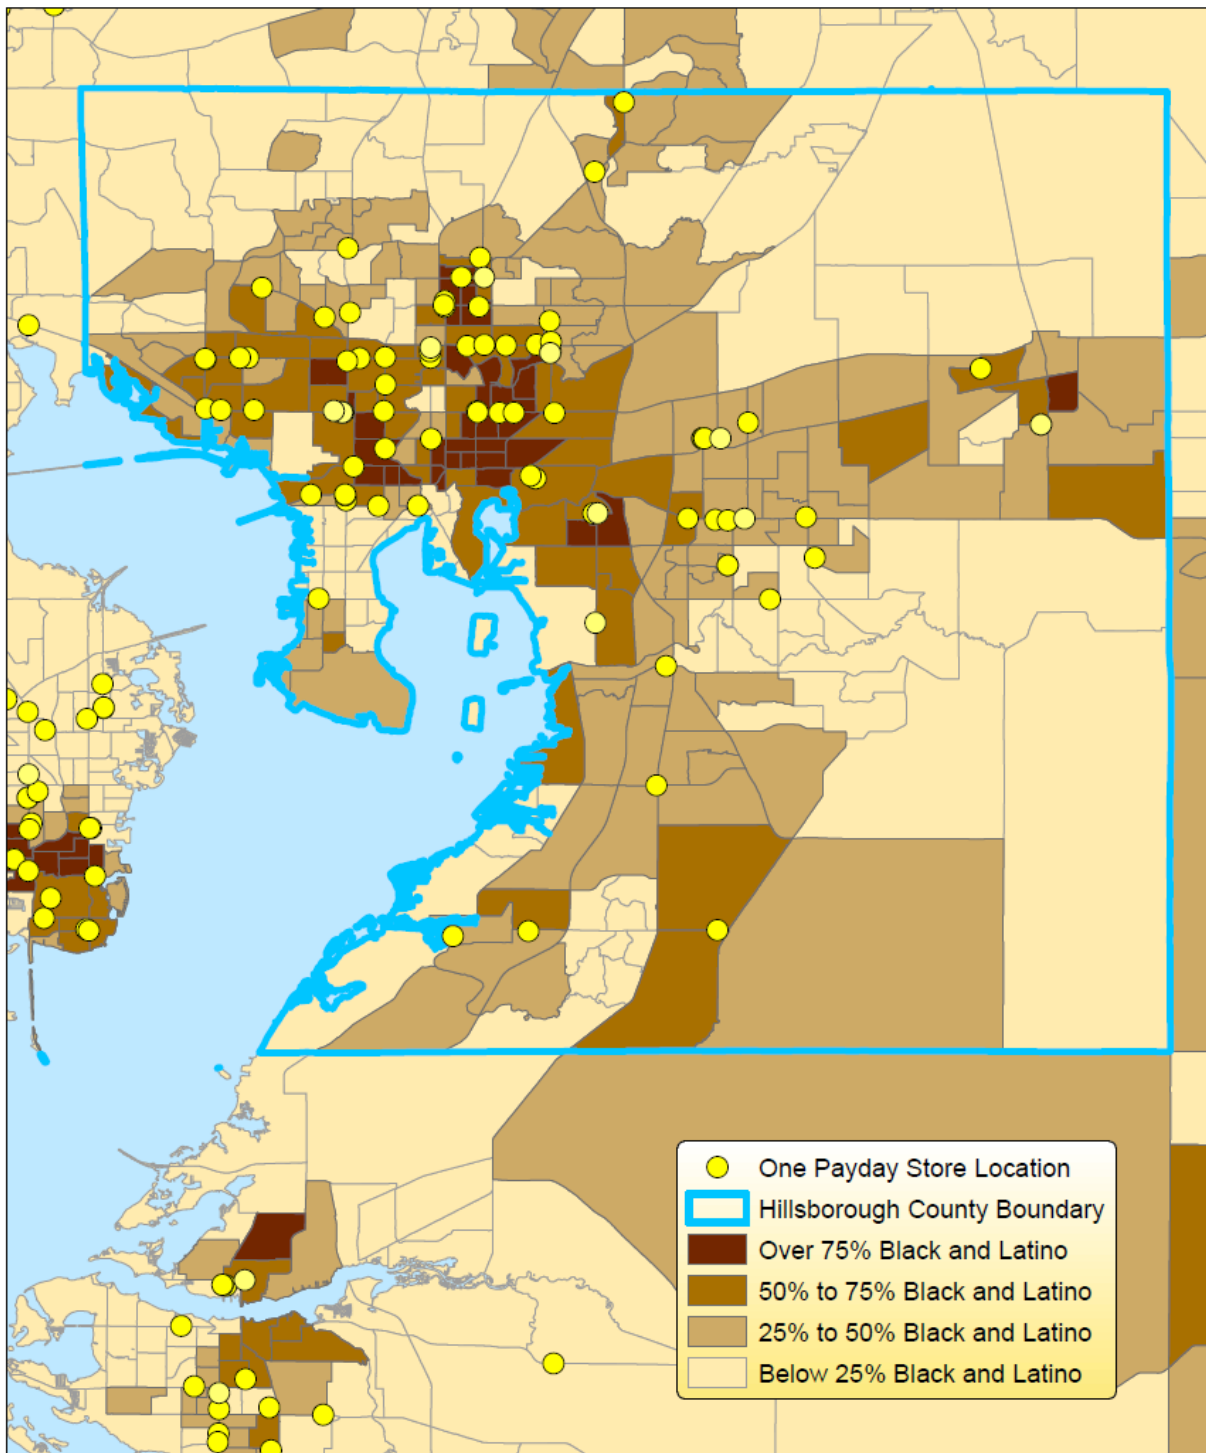 One Payday Store Location
Hillsborough County Boundary
Over 75% Black and Latino
50% to 75% Black and Latino
25% to 50% Black and Latino
Below 25% Black and Latino